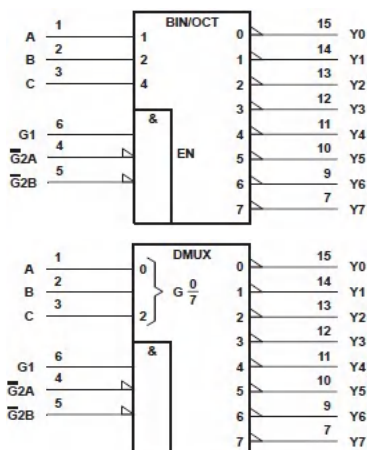 BIN/OCT
A 1 1 0 15 Y0
B 2 2 1 14 Y1
C 3 4 2 13 Y2
3 12 Y3
&
G1 6 4 11 Y4
G2A 4 EN 5 10 Y5
G2B 5 6 9 Y6
7 7 Y7
DMUX
A 1 0 0 15 Y0
B 2 G 0/7 1 14 Y1
C 3 2 2 13 Y2
3 12 Y3
&
G1 6 4 11 Y4
G2A 4 5 10 Y5
G2B 5 6 9 Y6
7 7 Y7